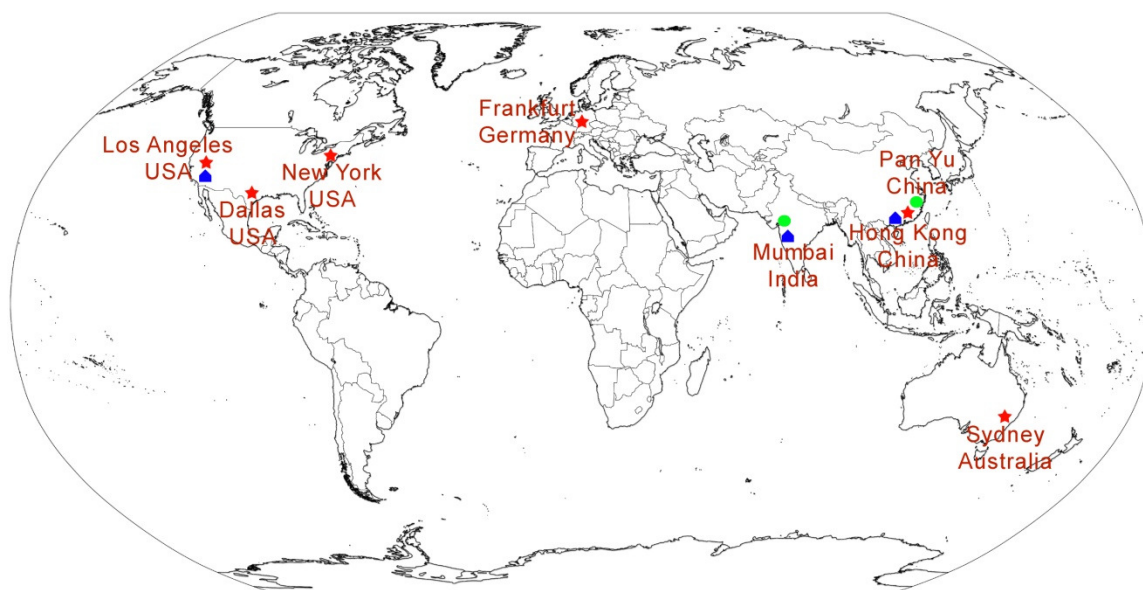 Los Angeles
USA
New York
USA
Dallas
USA
Frankfurt
Germany
Pan Yu
China
Hong Kong
China
Mumbai
India
Sydney
Australia